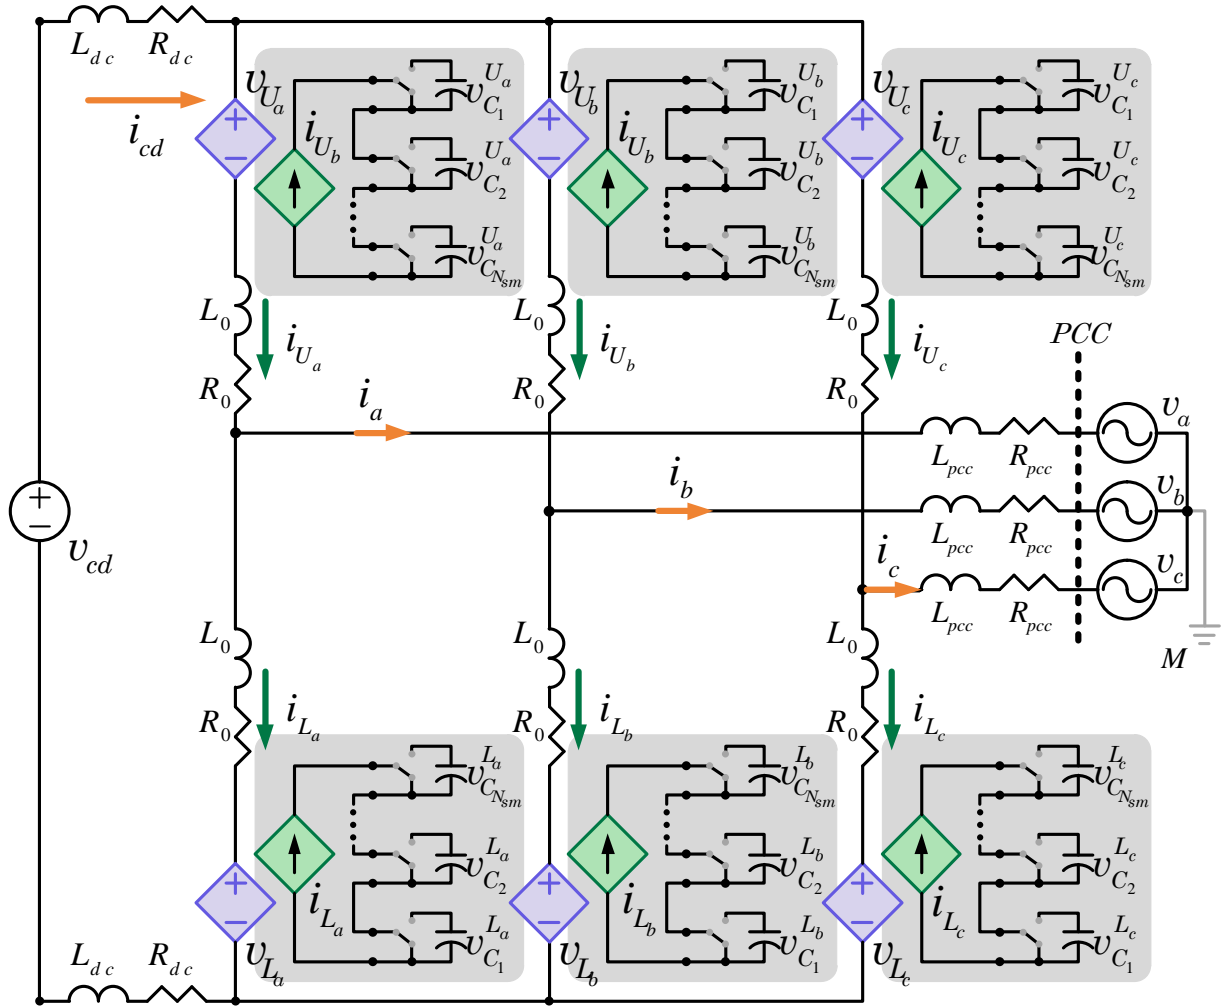 L_dc R_dc
i_cd
v_cd
v_Ua i_Ub v_C1^Ua v_C2^Ua v_CNsm^Ua
v_Ub i_Ub v_C1^Ub v_C2^Ub v_CNsm^Ub
v_Uc i_Uc v_C1^Uc v_C2^Uc v_CNsm^Uc
L_0 i_Ua L_0 i_Ub L_0 i_Uc
R_0 R_0 R_0
PCC
i_a L_pcc R_pcc v_a
i_b L_pcc R_pcc v_b
i_c L_pcc R_pcc v_c
M
L_0 L_0 L_0
R_0 i_La R_0 i_Lb R_0 i_Lc
v_CNsm^La v_C2^La v_C1^La i_La v_La
v_CNsm^Lb v_C2^Lb v_C1^Lb i_Lb v_Lb
v_CNsm^Lc v_C2^Lc v_C1^Lc i_Lc v_Lc
L_dc R_dc